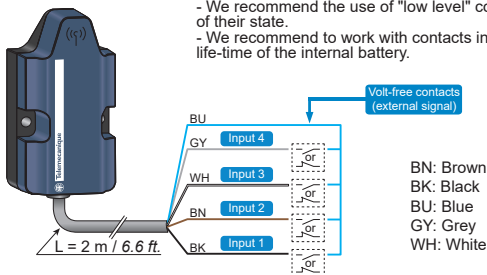 - We recommend the use of "low level" co
of their state.
- We recommend to work with contacts in
life-time of the internal battery.
Telemecanique
Volt-free contacts
(external signal)
BU
GY
Input 4
or
WH
Input 3
or
BN
Input 2
or
BK
Input 1
or
L = 2 m / 6.6 ft.
BN: Brown
BK: Black
BU: Blue
GY: Grey
WH: White